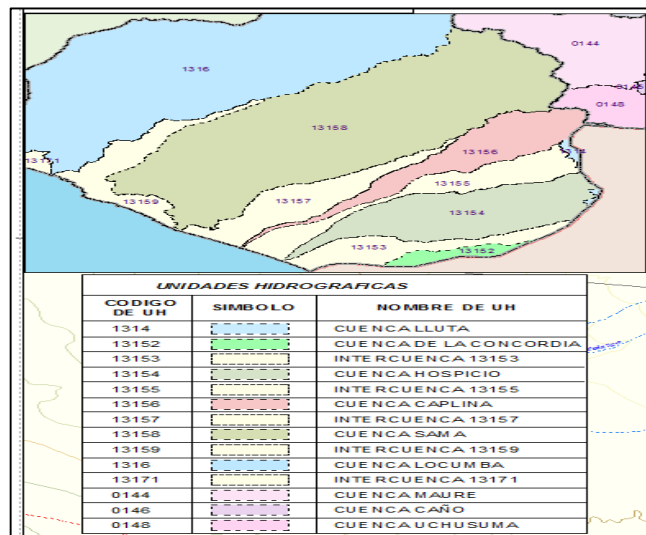 0144
1316
0146
0148
13158
13156
1314
13171
13155
13159
13157
13154
13153
13152
UNIDADES HIDROGRAFICAS
CODIGO DE UH SIMBOLO NOMBRE DE UH
1314 CUENCA LLUTA
13152 CUENCA DE LA CONCORDIA
13153 INTERCUENCA 13153
13154 CUENCA HOSPICIO
13155 INTERCUENCA 13155
13156 CUENCA CAPLINA
13157 INTERCUENCA 13157
13158 CUENCA SAMA
13159 INTERCUENCA 13159
1316 CUENCA LOCUMBA
13171 INTERCUENCA 13171
0144 CUENCA MAURE
0146 CUENCA CAÑO
0148 CUENCA UCHUSUMA